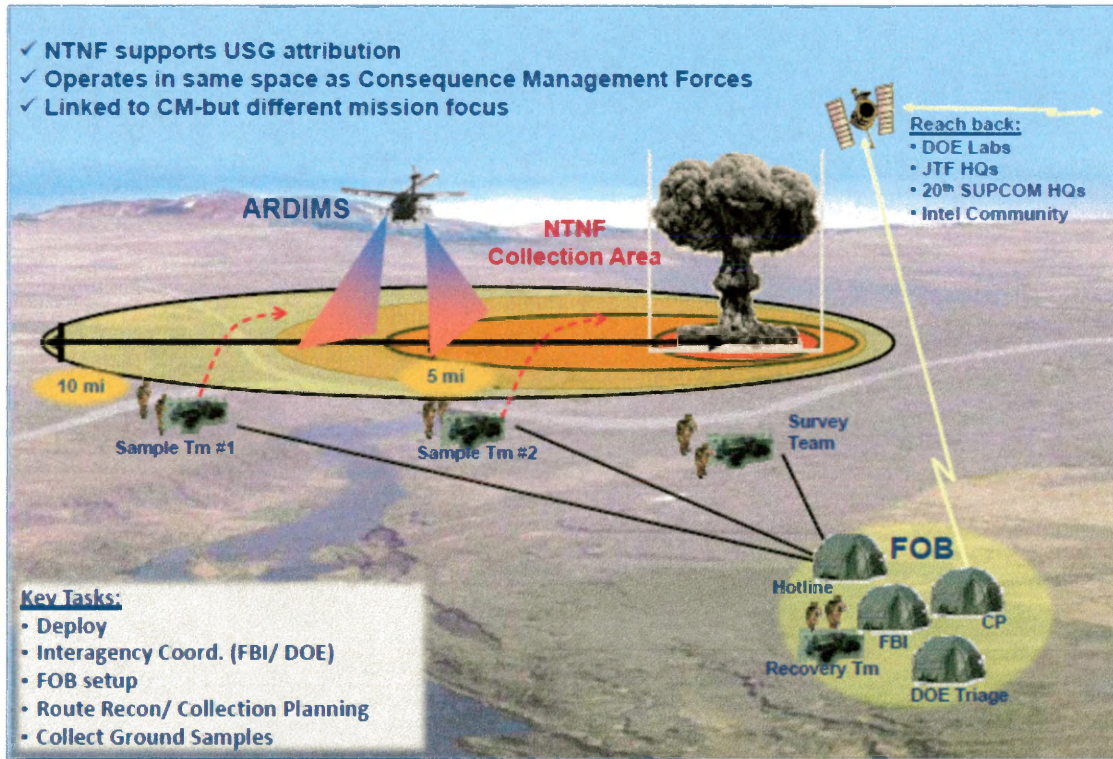 ✓ NTNF supports USG attribution
✓ Operates in same space as Consequence Management Forces
✓ Linked to CM-but different mission focus
Reach back:
• DOE Labs
• JTF HQs
• 20th SUPCOM HQs
• Intel Community
ARDIMS
NTNF
Collection Area
10 mi
5 mi
Sample Tm #1
Sample Tm #2
Survey
Team
FOB
Hotline
CP
FBI
Recovery Tm
DOE Triage
Key Tasks:
• Deploy
• Interagency Coord. (FBI/ DOE)
• FOB setup
• Route Recon/ Collection Planning
• Collect Ground Samples